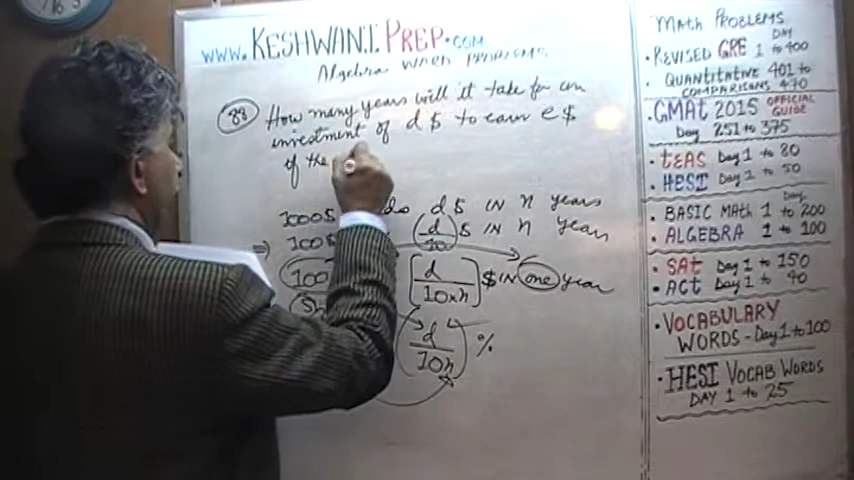 WWW.KESHWANI PREP.COM
Algebra WORD PROBLEMS
88 How many years will it take for an
investment of d $ to earn e $
of the
1000$ do d $ IN n years
⇒ 100$ (d/10) $ IN n years
100 [d/10×n] $ IN one year
(d/10n) %
MATH PROBLEMS
DAY
• REVISED GRE 1 to 400
• QUANTITATIVE 401 to
COMPARISONS 470
GMAT 2015 OFFICIAL GUIDE
Day 251 to 375
• TEAS Day 1 to 80
• HESI Day 1 to 50
Day
• BASIC MATH 1 to 200
• ALGEBRA 1 to 100
• SAT Day 1 to 150
• ACT Day 1 to 90
• VOCABULARY
WORDS - Day 1 to 100
• HESI VOCAB WORDS
DAY 1 to 25